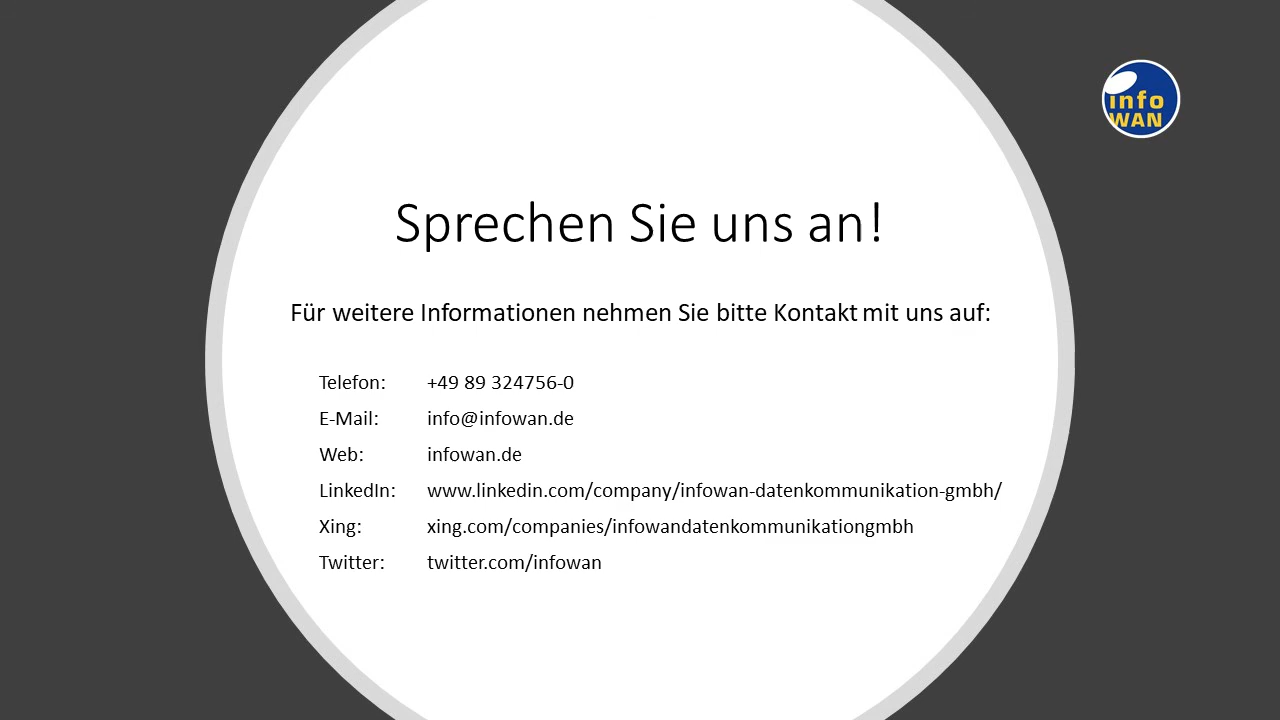 info
WAN
Sprechen Sie uns an!
Für weitere Informationen nehmen Sie bitte Kontakt mit uns auf:
Telefon: +49 89 324756-0
E-Mail: info@infowan.de
Web: infowan.de
LinkedIn: www.linkedin.com/company/infowan-datenkommunikation-gmbh/
Xing: xing.com/companies/infowandatenkommunikationgmbh
Twitter: twitter.com/infowan